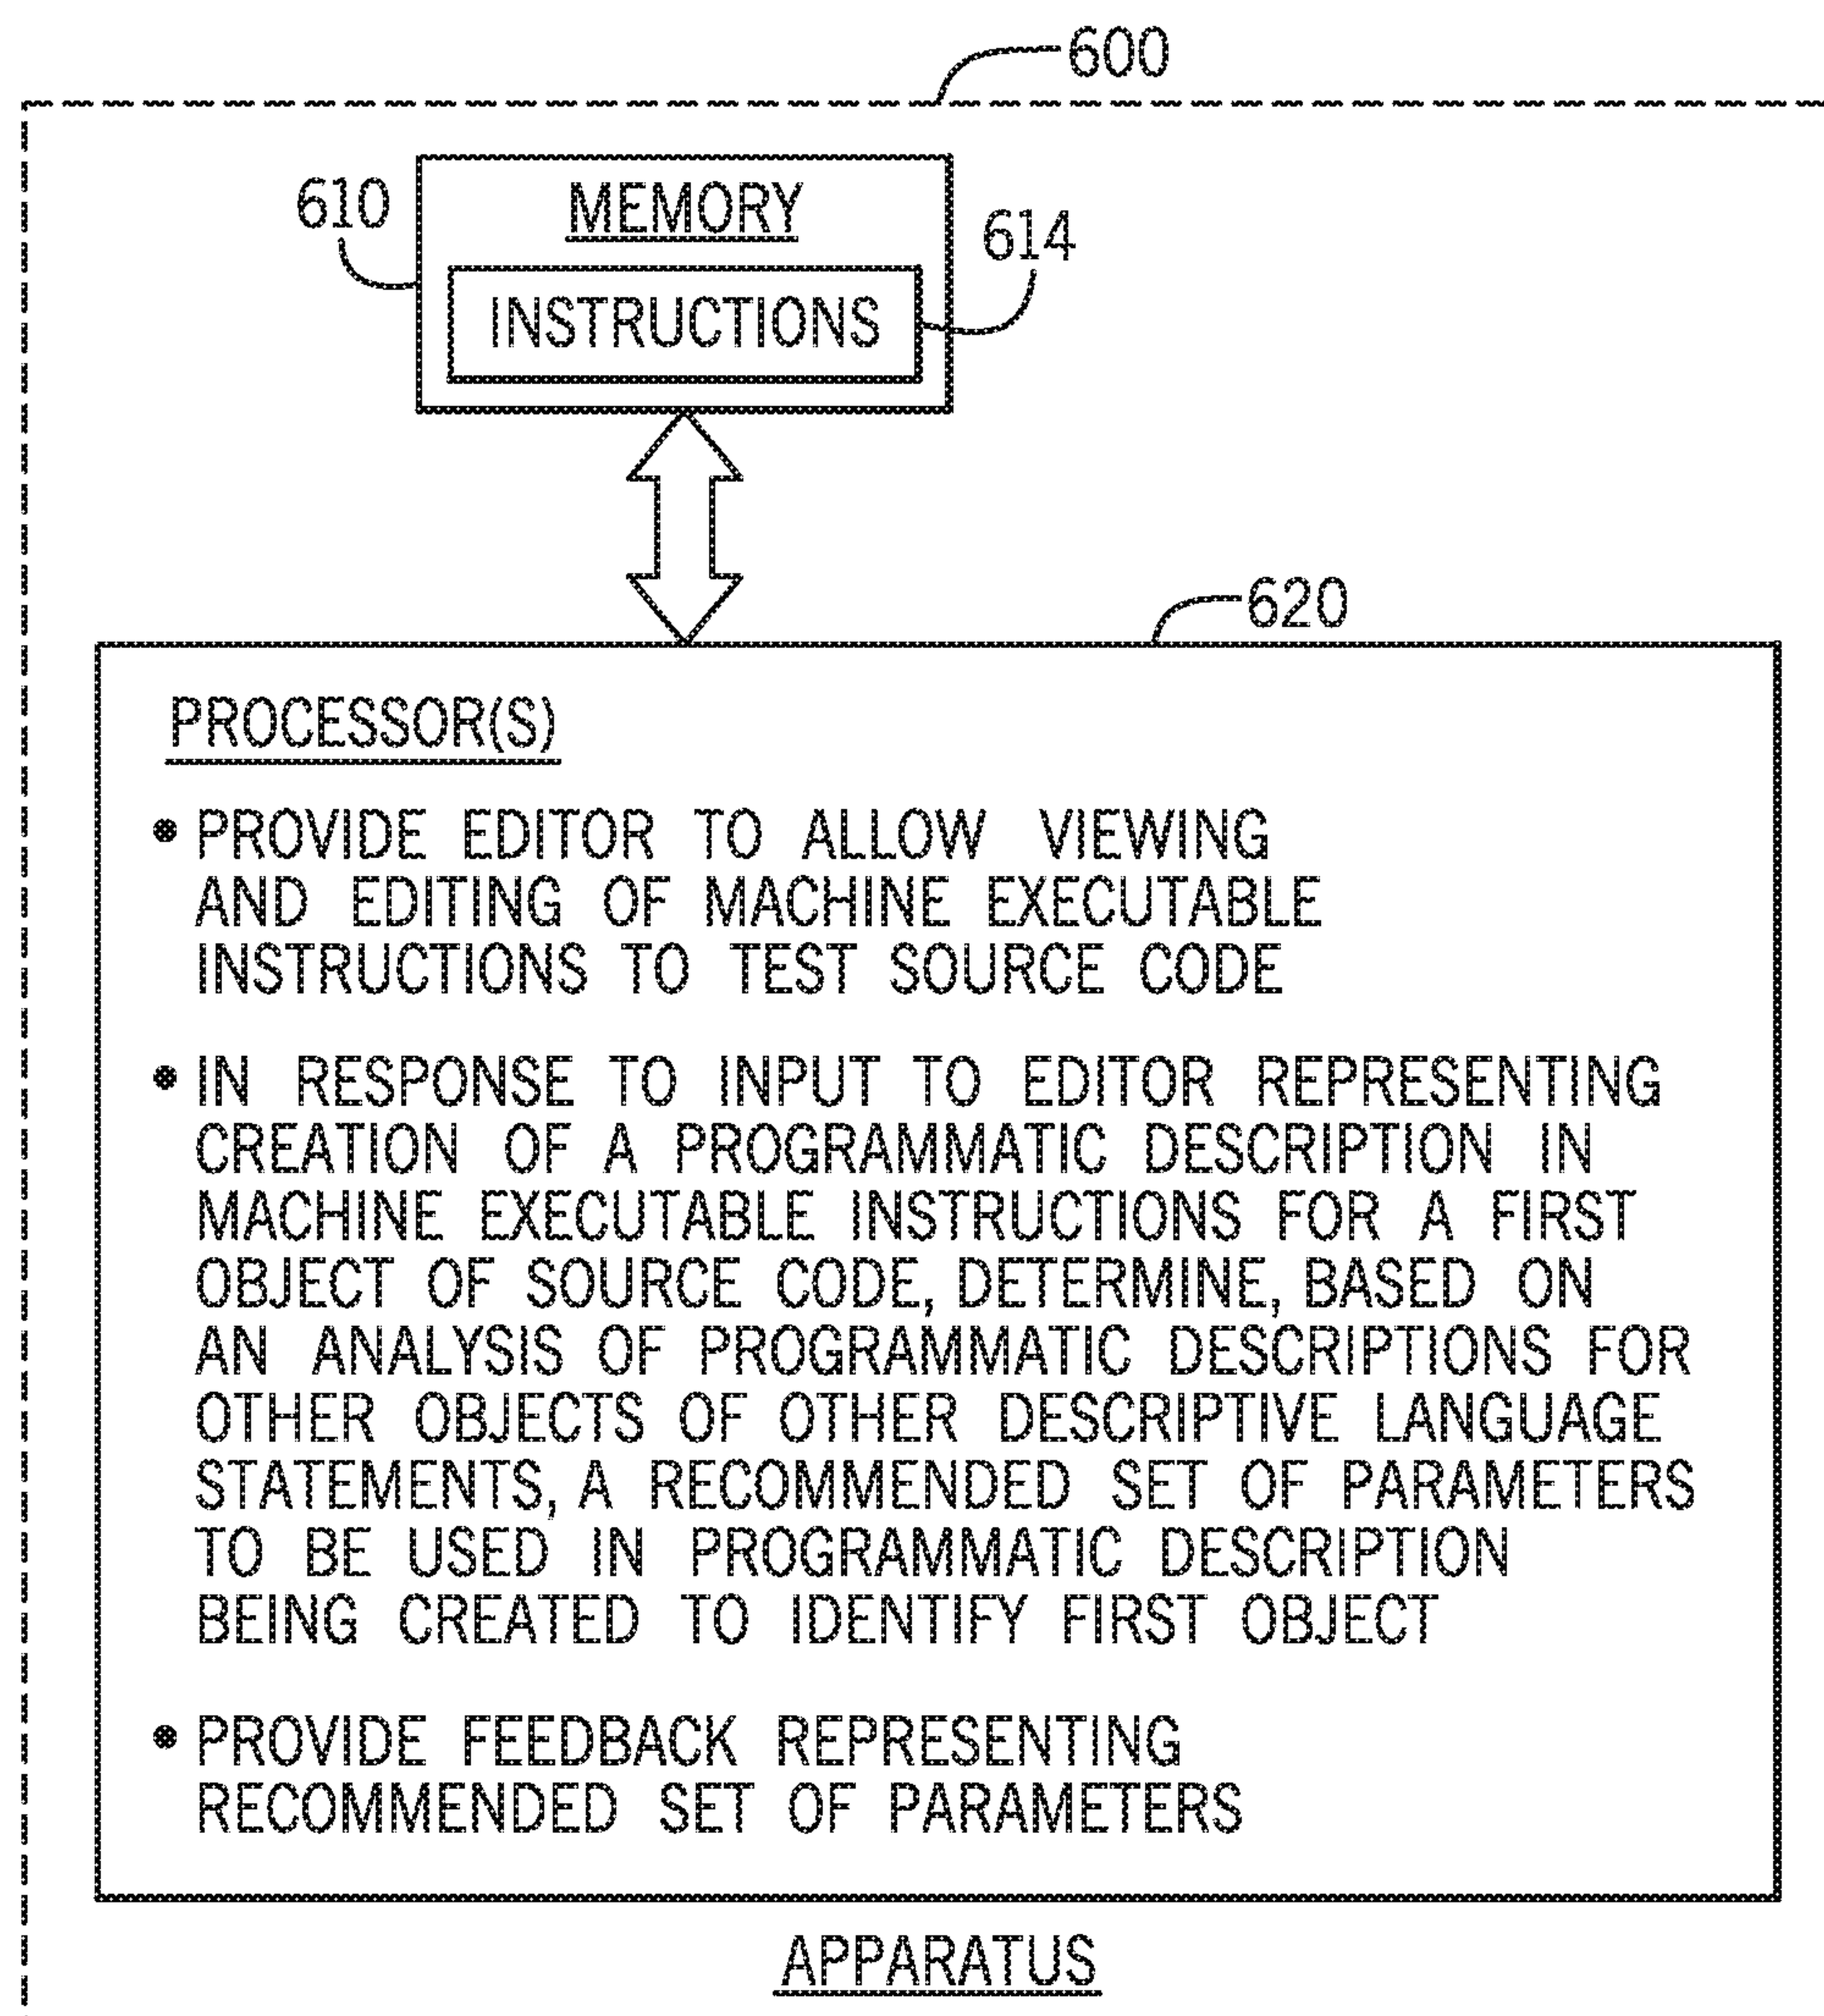 600
610
MEMORY
614
INSTRUCTIONS
620
PROCESSOR(S)
• PROVIDE EDITOR TO ALLOW VIEWING
AND EDITING OF MACHINE EXECUTABLE
INSTRUCTIONS TO TEST SOURCE CODE
• IN RESPONSE TO INPUT TO EDITOR REPRESENTING
CREATION OF A PROGRAMMATIC DESCRIPTION IN
MACHINE EXECUTABLE INSTRUCTIONS FOR A FIRST
OBJECT OF SOURCE CODE, DETERMINE, BASED ON
AN ANALYSIS OF PROGRAMMATIC DESCRIPTIONS FOR
OTHER OBJECTS OF OTHER DESCRIPTIVE LANGUAGE
STATEMENTS, A RECOMMENDED SET OF PARAMETERS
TO BE USED IN PROGRAMMATIC DESCRIPTION
BEING CREATED TO IDENTIFY FIRST OBJECT
• PROVIDE FEEDBACK REPRESENTING
RECOMMENDED SET OF PARAMETERS
APPARATUS